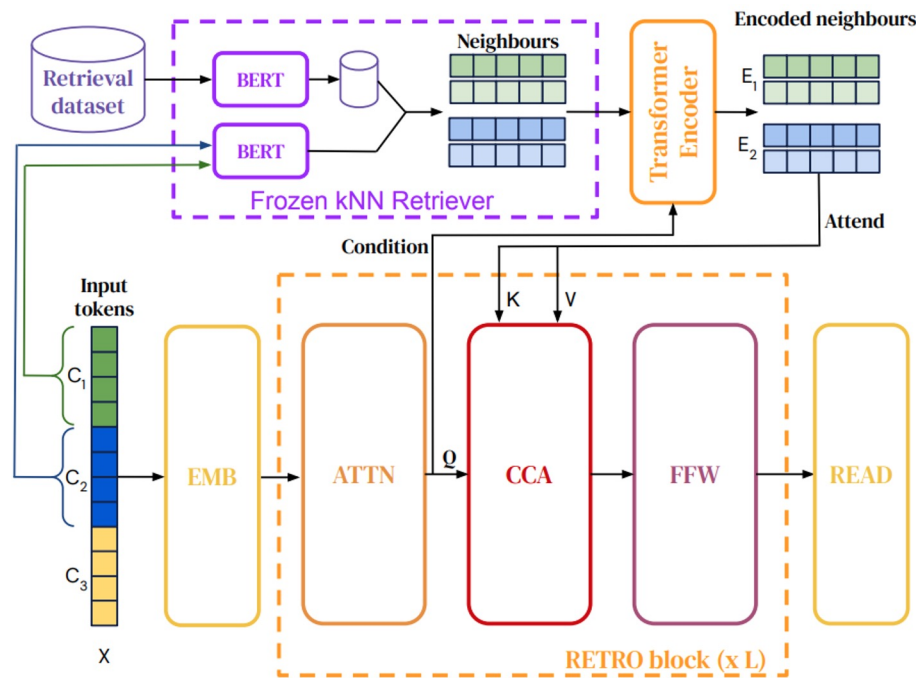 Encoded neighbours
Retrieval
dataset
BERT
Neighbours
BERT
Frozen kNN Retriever
Transformer
Encoder
E1
E2
Condition
Attend
K
V
Input
tokens
C1
C2
C3
X
EMB
ATTN
Q
CCA
FFW
READ
RETRO block (x L)